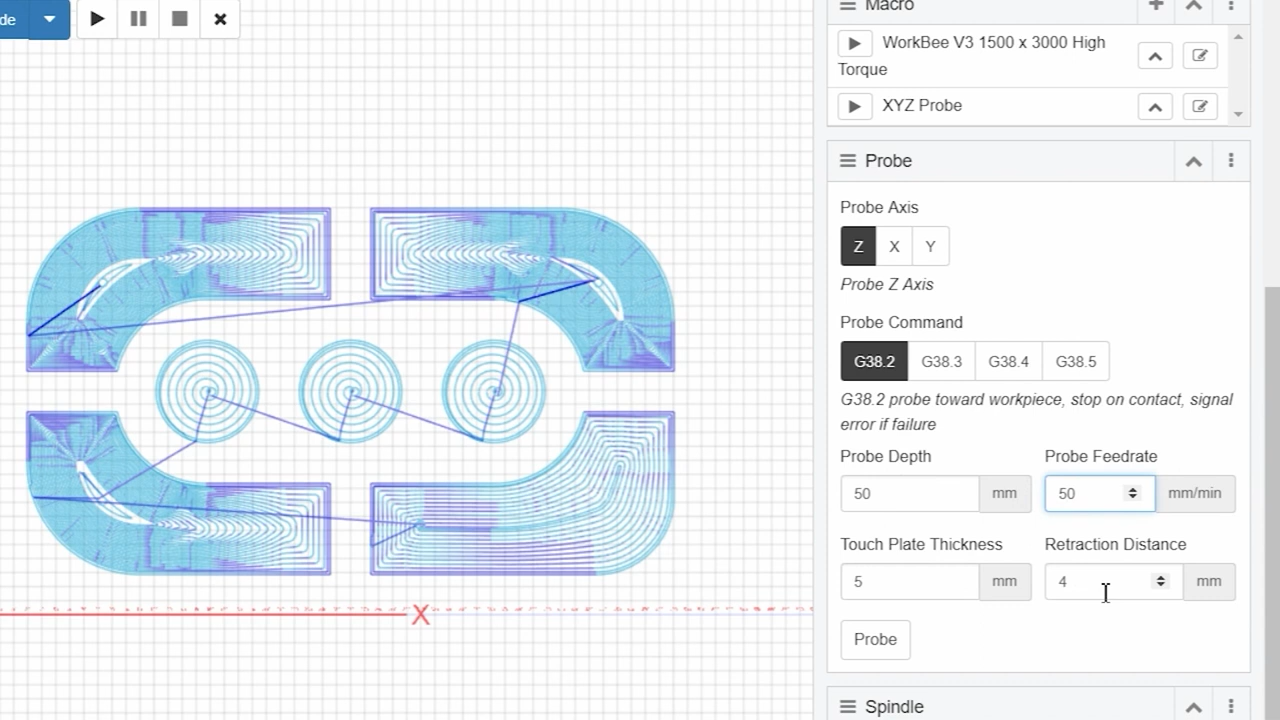 de
Macro
WorkBee V3 1500 x 3000 High
Torque
XYZ Probe
Probe
Probe Axis
Z X Y
Probe Z Axis
Probe Command
G38.2 G38.3 G38.4 G38.5
G38.2 probe toward workpiece, stop on contact, signal
error if failure
Probe Depth Probe Feedrate
50 mm 50 mm/min
Touch Plate Thickness Retraction Distance
5 mm 4 mm
X
Probe
Spindle